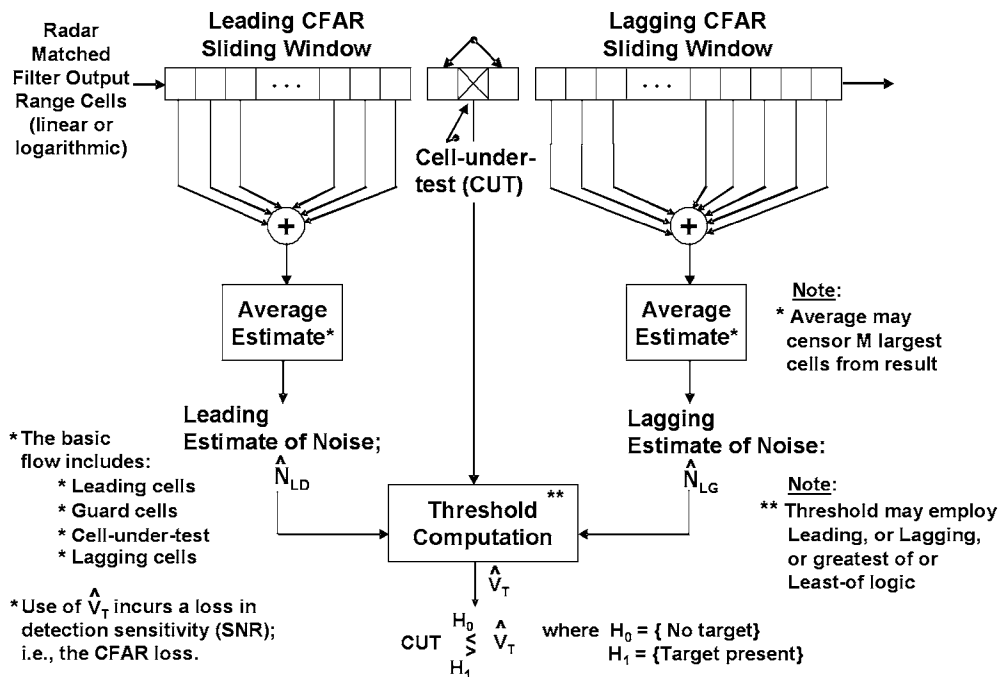 Radar
Matched
Filter Output
Range Cells
(linear or
logarithmic)
Leading CFAR
Sliding Window
. . .
Lagging CFAR
Sliding Window
. . .
Cell-under-
test (CUT)
+
+
Average
Estimate*
Average
Estimate*
Note:
* Average may
censor M largest
cells from result
Leading
Estimate of Noise;
N̂LD
Lagging
Estimate of Noise:
N̂LG
* The basic
flow includes:
* Leading cells
* Guard cells
* Cell-under-test
* Lagging cells
Threshold **
Computation
Note:
** Threshold may employ
Leading, or Lagging,
or greatest of or
Least-of logic
V̂T
* Use of V̂T incurs a loss in
detection sensitivity (SNR);
i.e., the CFAR loss.
H0
CUT ≤ > V̂T where H0 = { No target}
H1
H1 = {Target present}